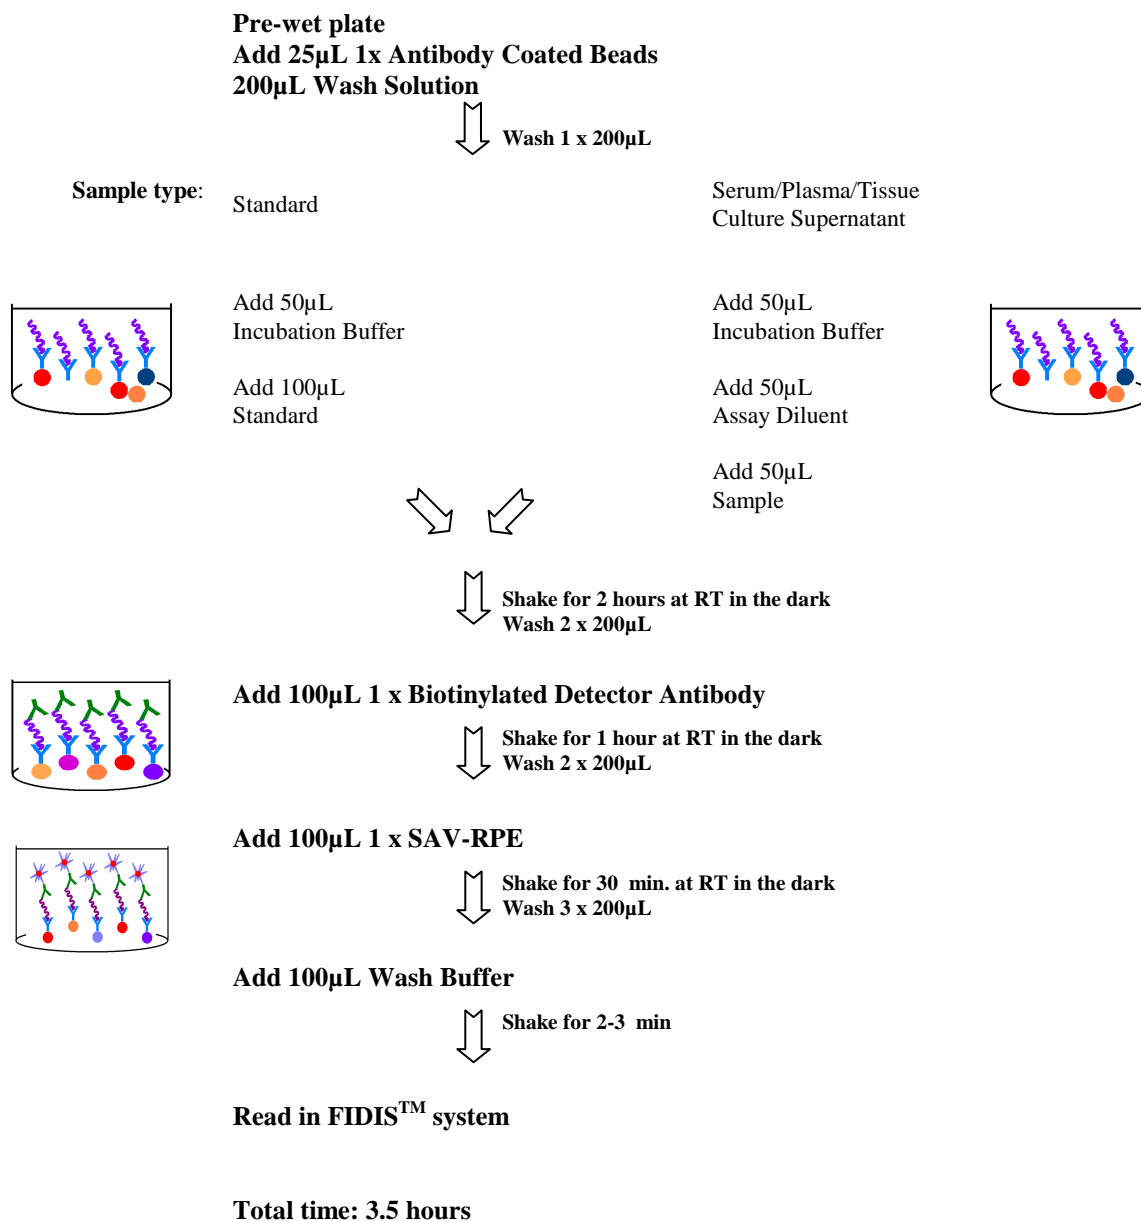 Pre-wet plate
Add 25µL 1x Antibody Coated Beads
200µL Wash Solution
Wash 1 x 200µL
Sample type:
Standard
Serum/Plasma/Tissue
Culture Supernatant
Add 50µL
Incubation Buffer
Add 100µL
Standard
Add 50µL
Incubation Buffer
Add 50µL
Assay Diluent
Add 50µL
Sample
Shake for 2 hours at RT in the dark
Wash 2 x 200µL
Add 100µL 1 x Biotinylated Detector Antibody
Shake for 1 hour at RT in the dark
Wash 2 x 200µL
Add 100µL 1 x SAV-RPE
Shake for 30 min. at RT in the dark
Wash 3 x 200µL
Add 100µL Wash Buffer
Shake for 2-3 min
Read in FIDIS™ system
Total time: 3.5 hours